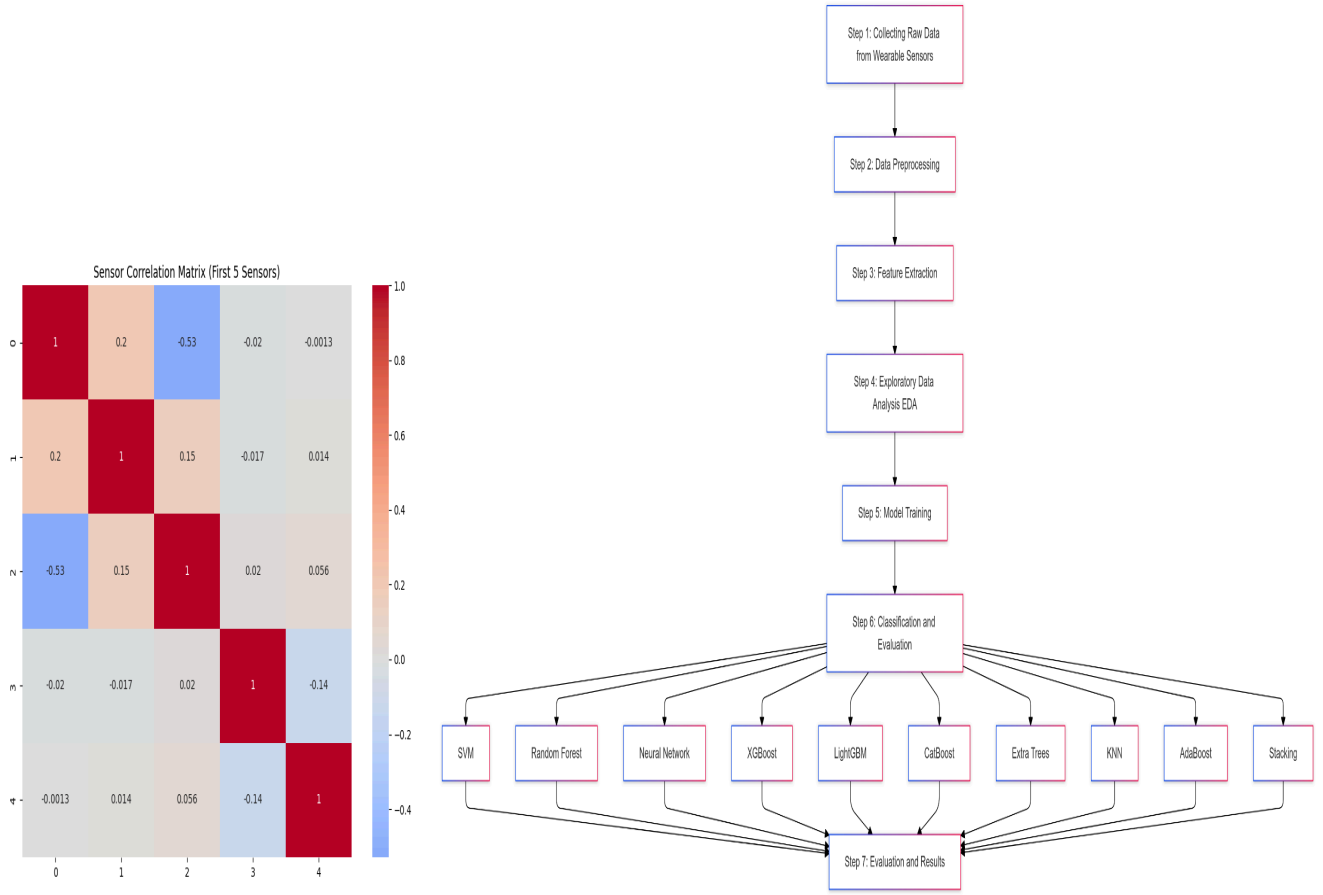 Sensor Correlation Matrix (First 5 Sensors)
0
1
0.2
-0.53
-0.02
-0.0013
1
0.2
1
0.15
-0.017
0.014
2
-0.53
0.15
1
0.02
0.056
3
-0.02
-0.017
0.02
1
-0.14
4
-0.0013
0.014
0.056
-0.14
1
0
1
2
3
4
1.0
0.8
0.6
0.4
0.2
0.0
−0.2
−0.4
Step 1: Collecting Raw Data
from Wearable Sensors
Step 2: Data Preprocessing
Step 3: Feature Extraction
Step 4: Exploratory Data
Analysis EDA
Step 5: Model Training
Step 6: Classification and
Evaluation
SVM
Random Forest
Neural Network
XGBoost
LightGBM
CatBoost
Extra Trees
KNN
AdaBoost
Stacking
Step 7: Evaluation and Results